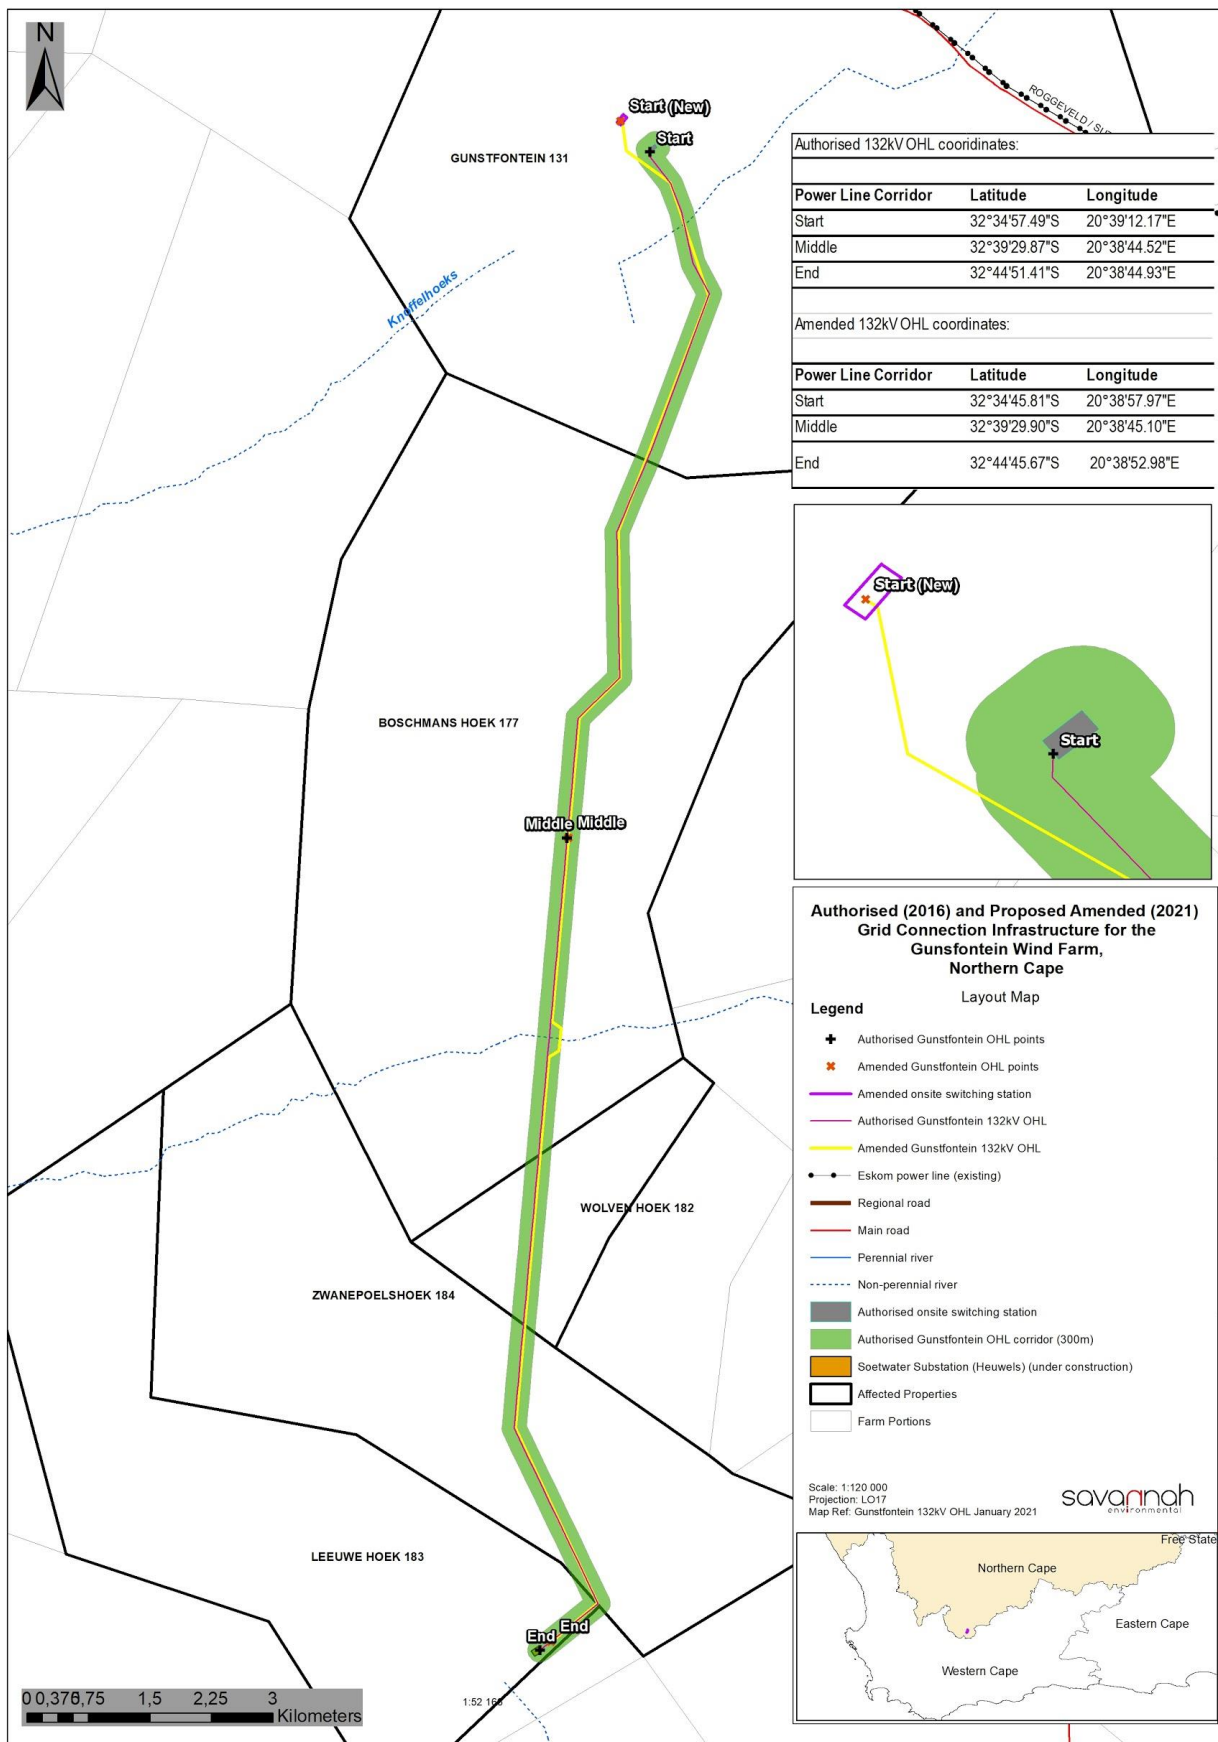 N
Start (New)
Start
GUNSTFONTEIN 131
Knoffelhoeks
BOSCHMANS HOEK 177
Middle Middle
WOLVEN HOEK 182
ZWANEPOELSHOEK 184
LEEUWE HOEK 183
End End
0 0,375 0,75 1,5 2,25 3
Kilometers
ROGGEVELD /
Authorised 132kV OHL cooridinates:
Power Line Corridor Latitude Longitude
Start 32°34'57.49"S 20°39'12.17"E
Middle 32°39'29.87"S 20°38'44.52"E
End 32°44'51.41"S 20°38'44.93"E
Amended 132kV OHL coordinates:
Power Line Corridor Latitude Longitude
Start 32°34'45.81"S 20°38'57.97"E
Middle 32°39'29.90"S 20°38'45.10"E
End 32°44'45.67"S 20°38'52.98"E
Start (New)
Start
Authorised (2016) and Proposed Amended (2021)
Grid Connection Infrastructure for the
Gunsfontein Wind Farm,
Northern Cape
Layout Map
Legend
Authorised Gunstfontein OHL points
Amended Gunstfontein OHL points
Amended onsite switching station
Authorised Gunstfontein 132kV OHL
Amended Gunstfontein 132kV OHL
Eskom power line (existing)
Regional road
Main road
Perennial river
Non-perennial river
Authorised onsite switching station
Authorised Gunstfontein OHL corridor (300m)
Soetwater Substation (Heuwels) (under construction)
Affected Properties
Farm Portions
Scale: 1:120 000
Projection: LO17
Map Ref: Gunstfontein 132kV OHL January 2021
savannah
environmental
Free State
Northern Cape
Eastern Cape
Western Cape